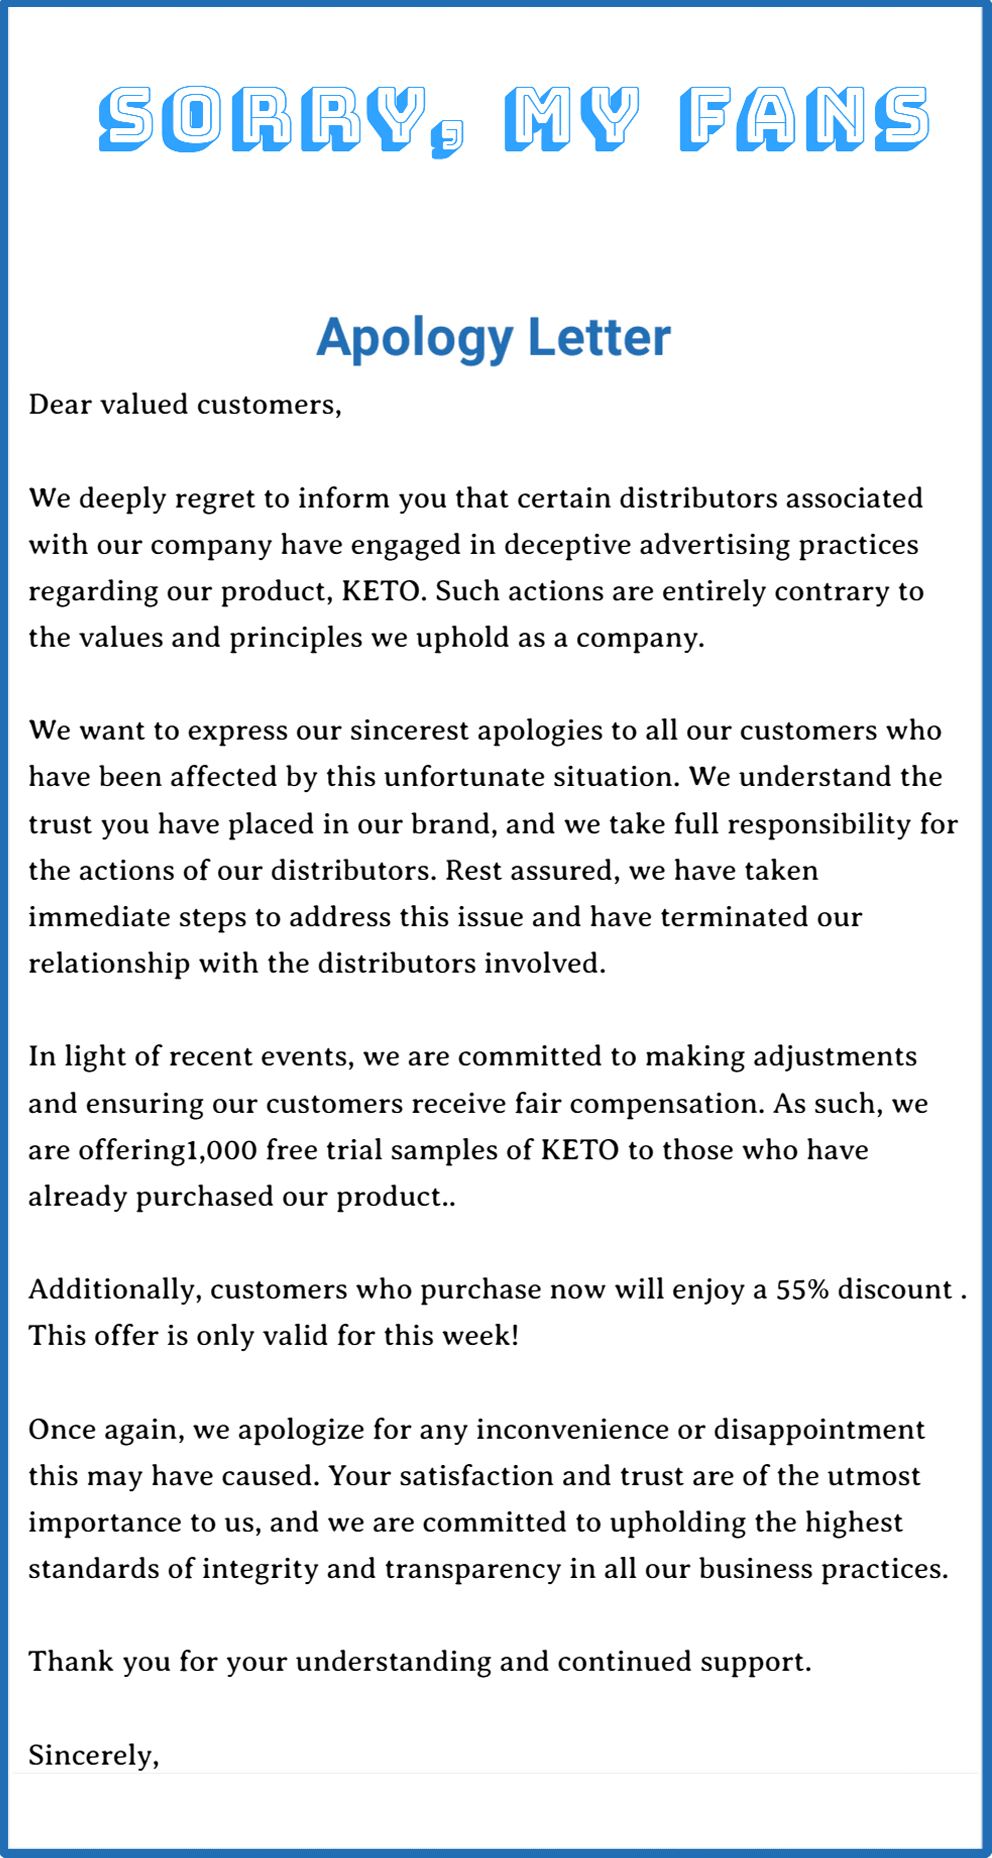 SORRY, MY FANS
Apology Letter
Dear valued customers,
We deeply regret to inform you that certain distributors associated
with our company have engaged in deceptive advertising practices
regarding our product, KETO. Such actions are entirely contrary to
the values and principles we uphold as a company.
We want to express our sincerest apologies to all our customers who
have been affected by this unfortunate situation. We understand the
trust you have placed in our brand, and we take full responsibility for
the actions of our distributors. Rest assured, we have taken
immediate steps to address this issue and have terminated our
relationship with the distributors involved.
In light of recent events, we are committed to making adjustments
and ensuring our customers receive fair compensation. As such, we
are offering1,000 free trial samples of KETO to those who have
already purchased our product..
Additionally, customers who purchase now will enjoy a 55% discount .
This offer is only valid for this week!
Once again, we apologize for any inconvenience or disappointment
this may have caused. Your satisfaction and trust are of the utmost
importance to us, and we are committed to upholding the highest
standards of integrity and transparency in all our business practices.
Thank you for your understanding and continued support.
Sincerely,